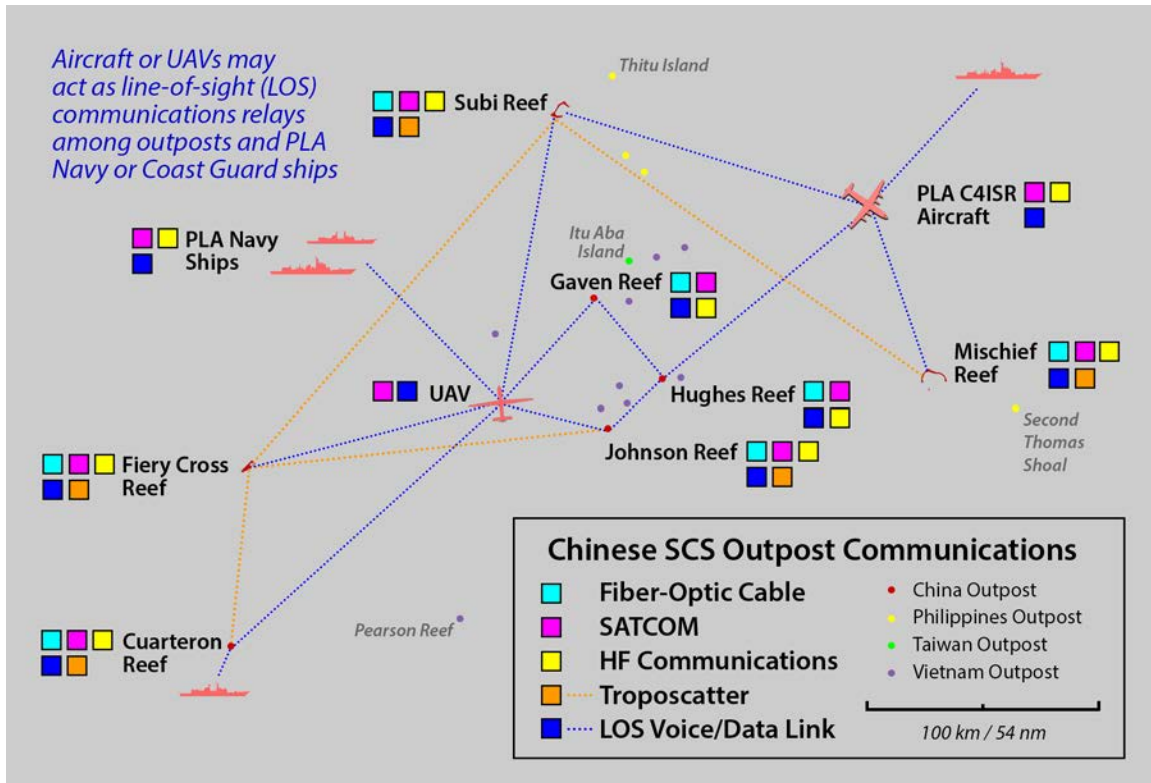 Aircraft or UAVs may
act as line-of-sight (LOS)
communications relays
among outposts and PLA
Navy or Coast Guard ships
Thitu Island
Subi Reef
PLA C4ISR
Aircraft
PLA Navy
Ships
Itu Aba
Island
Gaven Reef
Mischief
Reef
UAV
Hughes Reef
Second
Thomas
Shoal
Johnson Reef
Fiery Cross
Reef
Pearson Reef
Cuarteron
Reef
Chinese SCS Outpost Communications
Fiber-Optic Cable
SATCOM
HF Communications
Troposcatter
LOS Voice/Data Link
China Outpost
Philippines Outpost
Taiwan Outpost
Vietnam Outpost
100 km / 54 nm